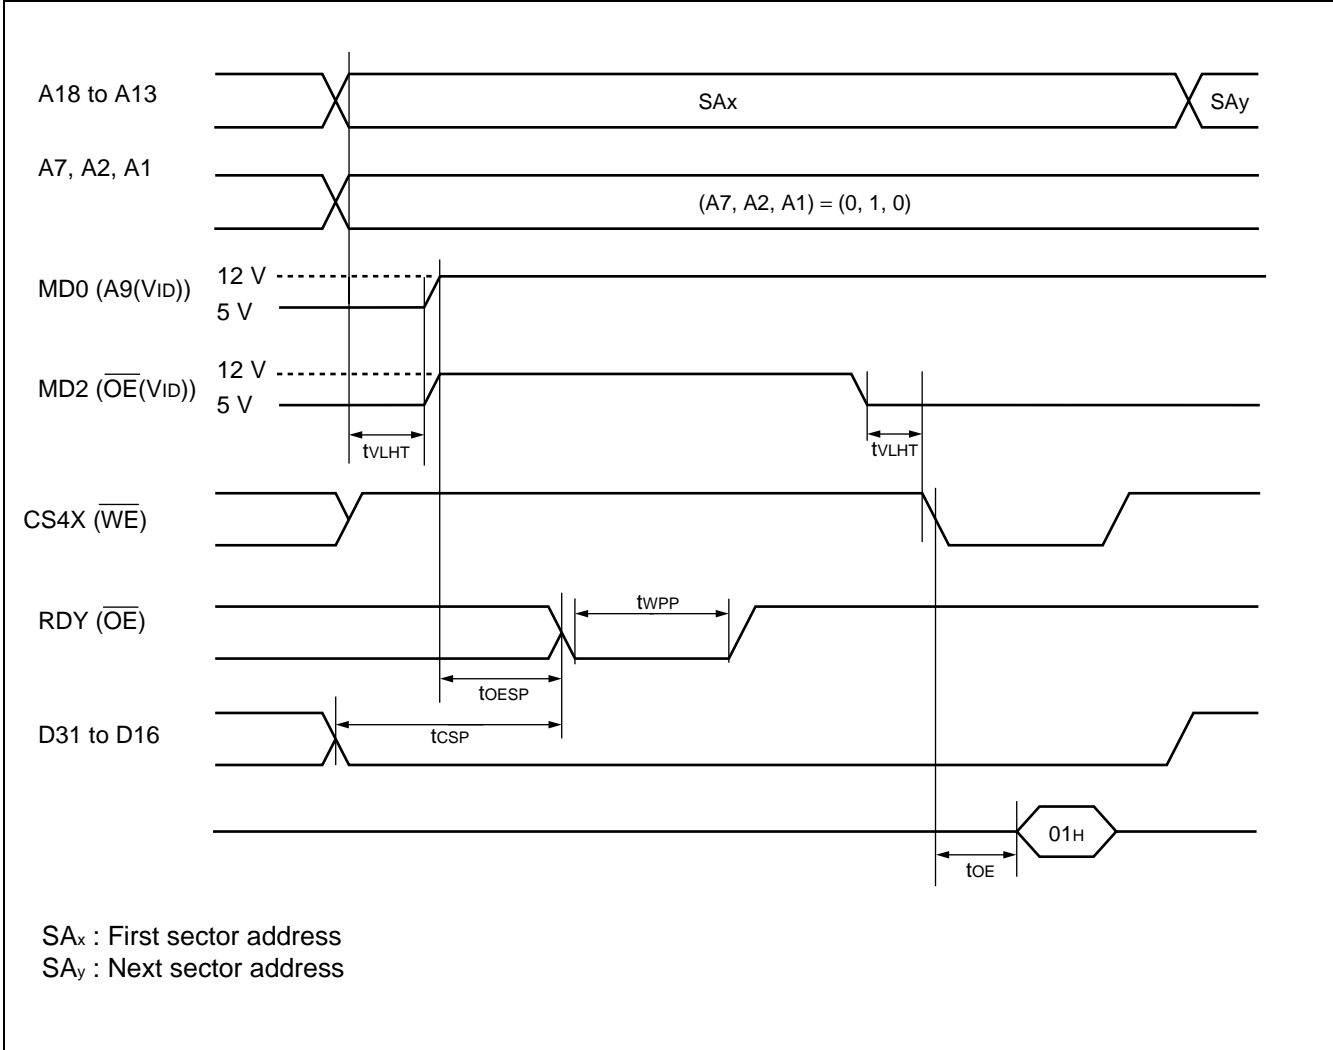 A18 to A13
SAx
SAy
A7, A2, A1
(A7, A2, A1) = (0, 1, 0)
MD0 (A9(VID))
12 V
5 V
MD2 (OE(VID))
12 V
5 V
tVLHT
tVLHT
CS4X (WE)
RDY (OE)
tWPP
tOESP
D31 to D16
tCSP
01H
tOE
SAx : First sector address
SAy : Next sector address